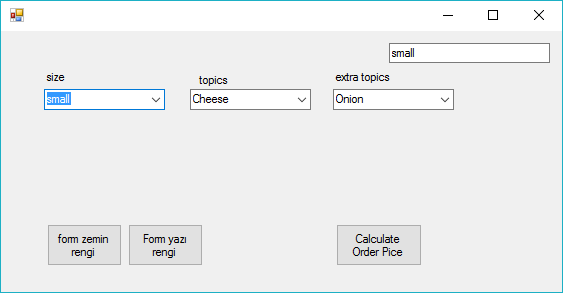 small
size
topics
extra topics
small
Cheese
Onion
form zemin
rengi
Form yazı
rengi
Calculate
Order Pice